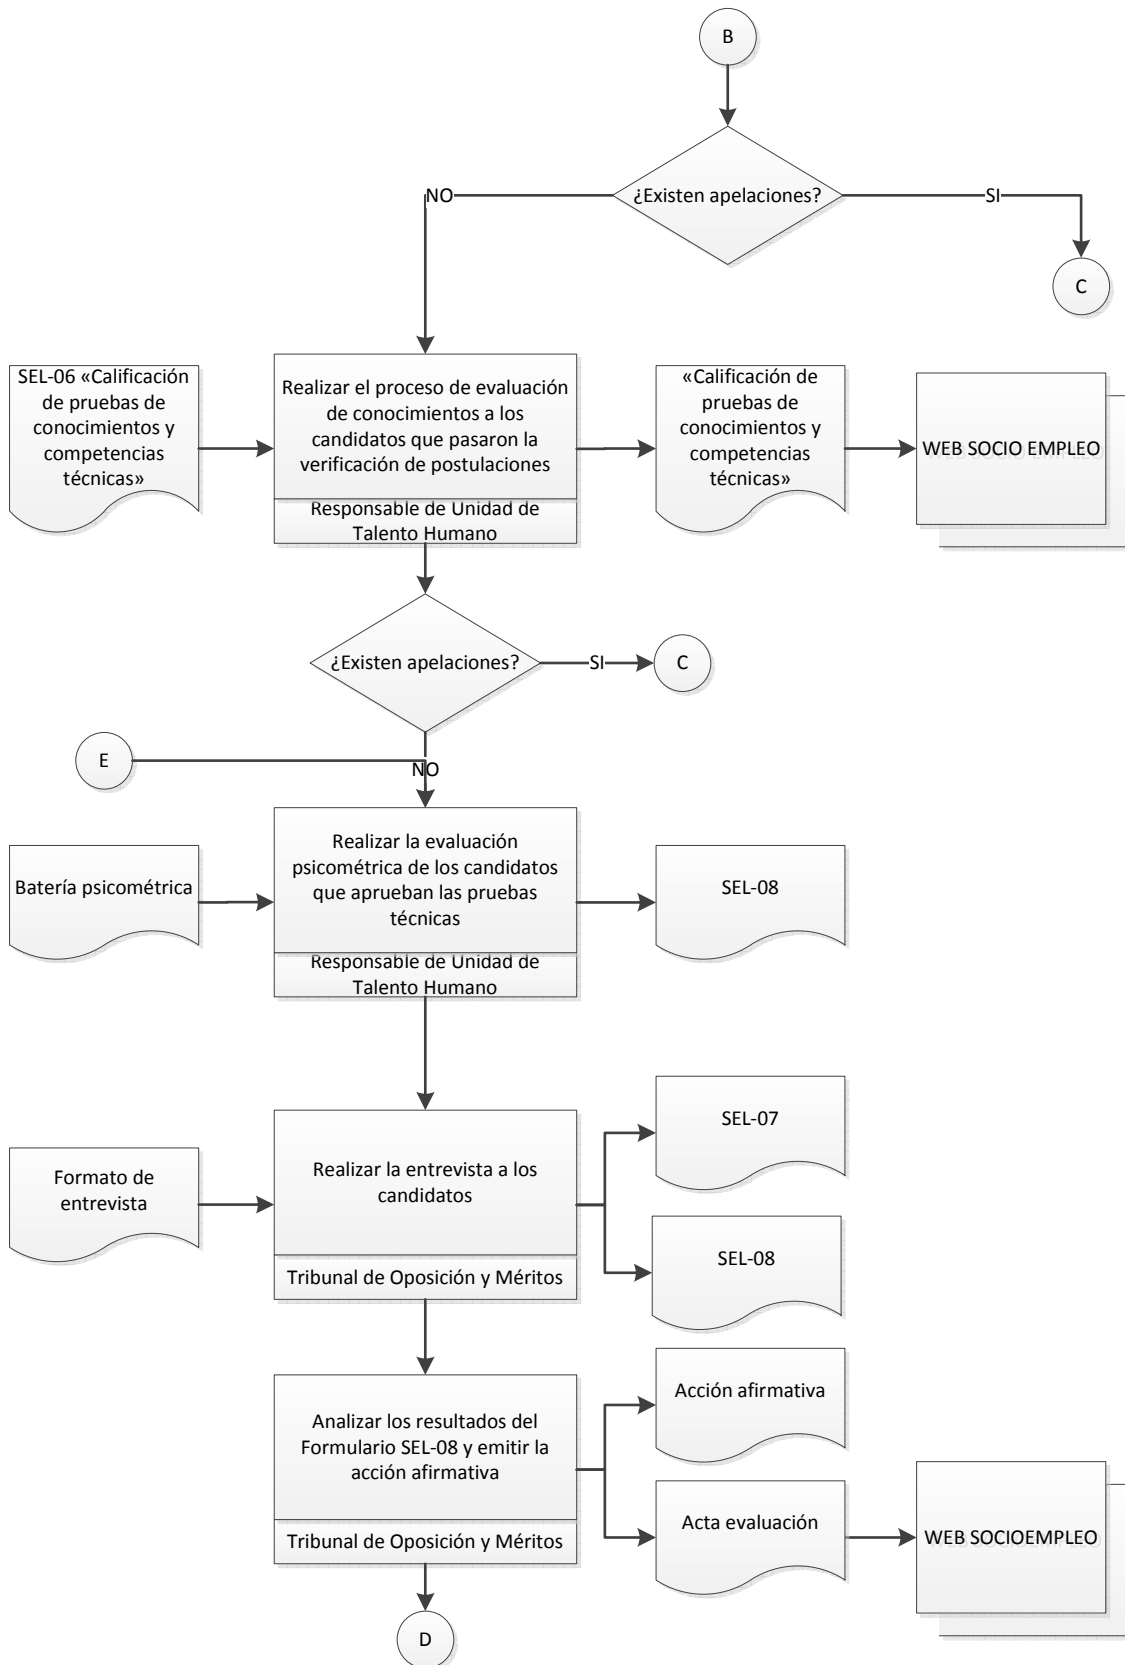 B
¿Existen apelaciones?
NO
SI
C
SEL-06 «Calificación
de pruebas de
conocimientos y
competencias
técnicas»
Realizar el proceso de evaluación
de conocimientos a los
candidatos que pasaron la
verificación de postulaciones
Responsable de Unidad de
Talento Humano
«Calificación de
pruebas de
conocimientos y
competencias
técnicas»
WEB SOCIO EMPLEO
¿Existen apelaciones?
SI
C
E
NO
Batería psicométrica
Realizar la evaluación
psicométrica de los candidatos
que aprueban las pruebas
técnicas
Responsable de Unidad de
Talento Humano
SEL-08
Formato de
entrevista
Realizar la entrevista a los
candidatos
Tribunal de Oposición y Méritos
SEL-07
SEL-08
Analizar los resultados del
Formulario SEL-08 y emitir la
acción afirmativa
Tribunal de Oposición y Méritos
Acción afirmativa
Acta evaluación
WEB SOCIOEMPLEO
D